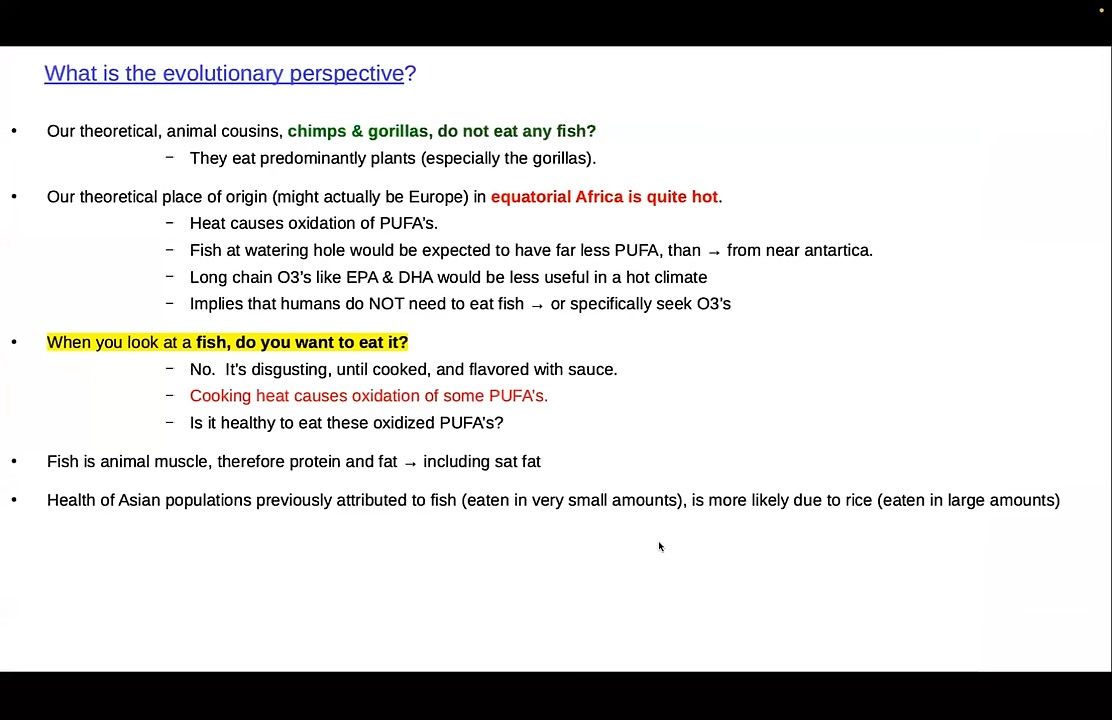 What is the evolutionary perspective?
• Our theoretical, animal cousins, chimps & gorillas, do not eat any fish?
– They eat predominantly plants (especially the gorillas).
• Our theoretical place of origin (might actually be Europe) in equatorial Africa is quite hot.
– Heat causes oxidation of PUFA's.
– Fish at watering hole would be expected to have far less PUFA, than → from near antartica.
– Long chain O3's like EPA & DHA would be less useful in a hot climate
– Implies that humans do NOT need to eat fish → or specifically seek O3's
• When you look at a fish, do you want to eat it?
– No. It's disgusting, until cooked, and flavored with sauce.
– Cooking heat causes oxidation of some PUFA's.
– Is it healthy to eat these oxidized PUFA's?
• Fish is animal muscle, therefore protein and fat → including sat fat
• Health of Asian populations previously attributed to fish (eaten in very small amounts), is more likely due to rice (eaten in large amounts)